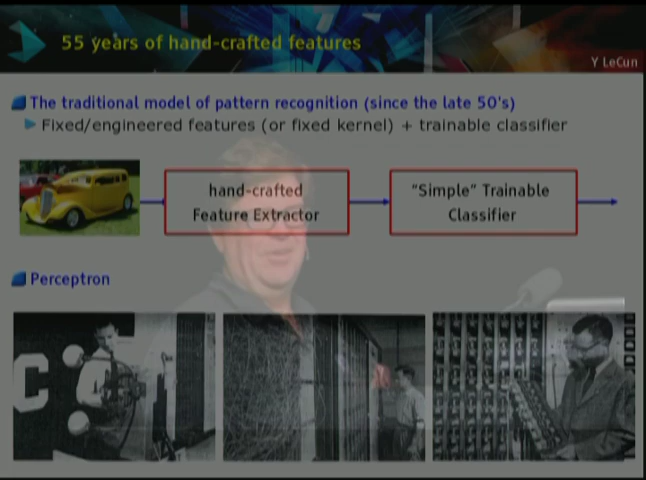 55 years of hand-crafted features
Y LeCun
The traditional model of pattern recognition (since the late 50's)
Fixed/engineered features (or fixed kernel) + trainable classifier
hand-crafted
Feature Extractor
“Simple” Trainable
Classifier
Perceptron
C